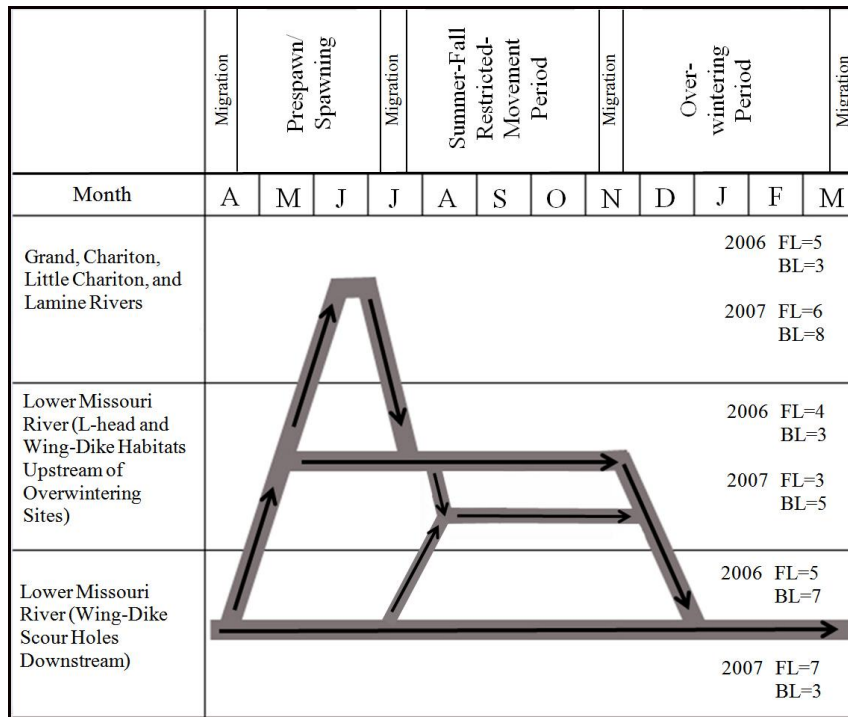 Migration
Prespawn/
Spawning
Migration
Summer-Fall
Restricted-
Movement
Period
Migration
Over-
wintering
Period
Migration
Month
A M J J A S O N D J F M
Grand, Chariton,
Little Chariton, and
Lamine Rivers
2006 FL=5
BL=3
2007 FL=6
BL=8
Lower Missouri
River (L-head and
Wing-Dike Habitats
Upstream of
Overwintering
Sites)
2006 FL=4
BL=3
2007 FL=3
BL=5
Lower Missouri
River (Wing-Dike
Scour Holes
Downstream)
2006 FL=5
BL=7
2007 FL=7
BL=3